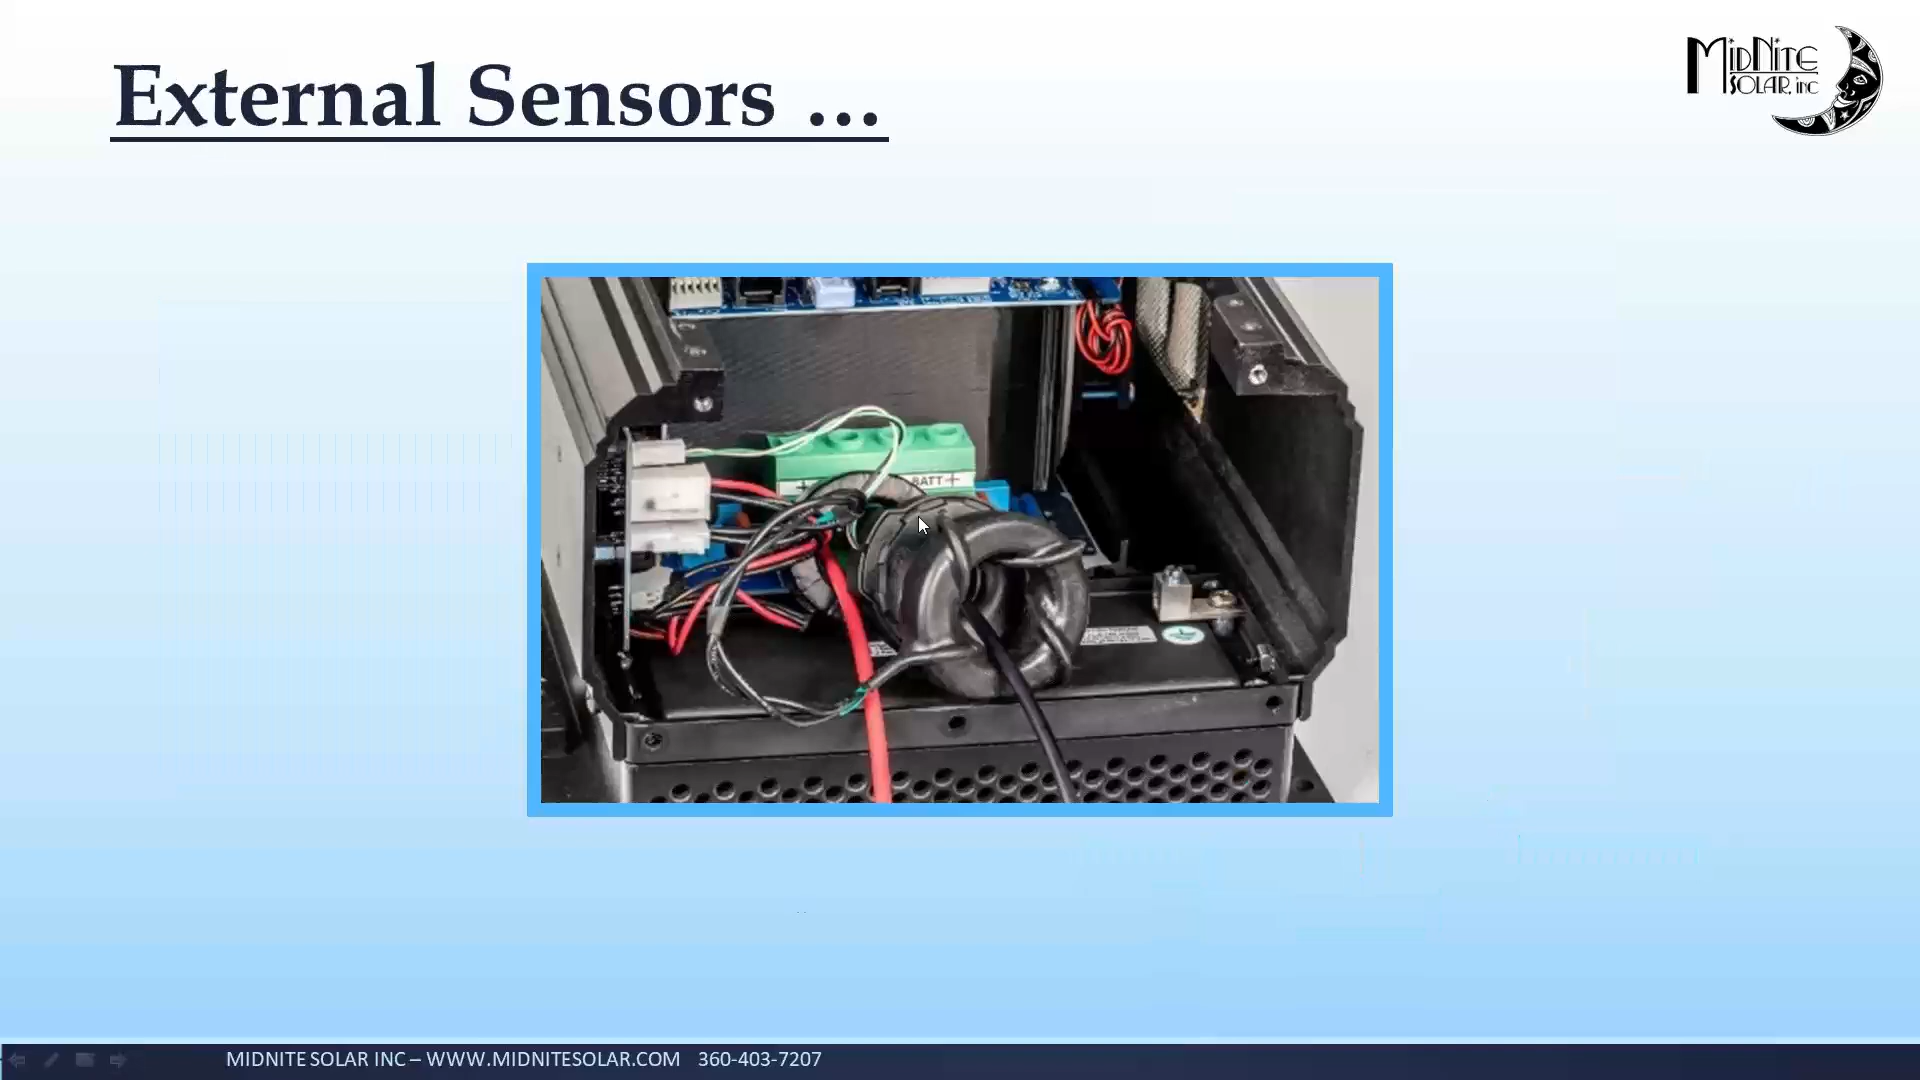 External Sensors ...
MIDNITE
SOLAR, inc
BATT +
MIDNITE SOLAR INC – WWW.MIDNITESOLAR.COM 360-403-7207